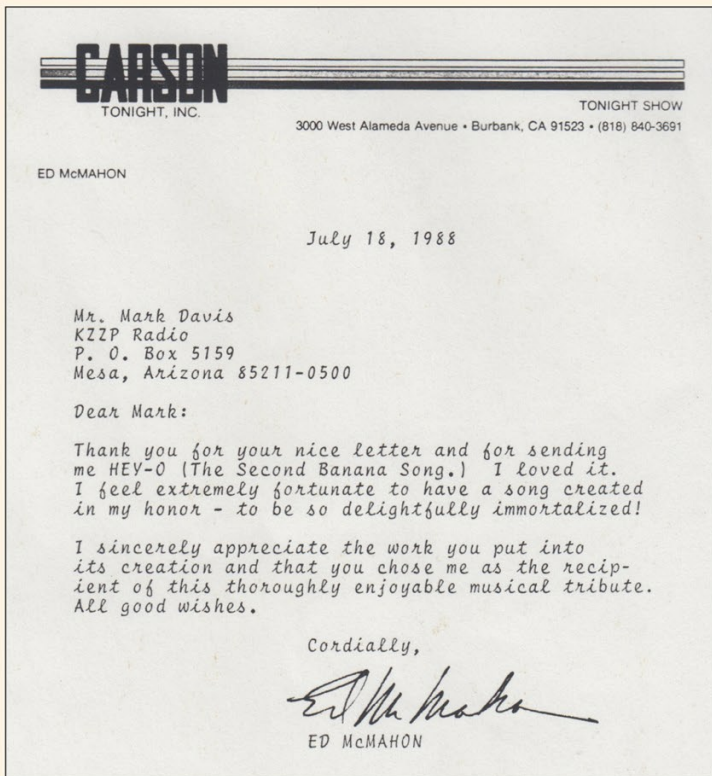 CARSON
TONIGHT, INC.
TONIGHT SHOW
3000 West Alameda Avenue • Burbank, CA 91523 • (818) 840-3691
ED McMAHON
July 18, 1988
Mr. Mark Davis
KZZP Radio
P. O. Box 5159
Mesa, Arizona 85211-0500
Dear Mark:
Thank you for your nice letter and for sending
me HEY-O (The Second Banana Song.) I loved it.
I feel extremely fortunate to have a song created
in my honor - to be so delightfully immortalized!
I sincerely appreciate the work you put into
its creation and that you chose me as the recip-
ient of this thoroughly enjoyable musical tribute.
All good wishes.
Cordially,
Ed McMahon
ED McMAHON